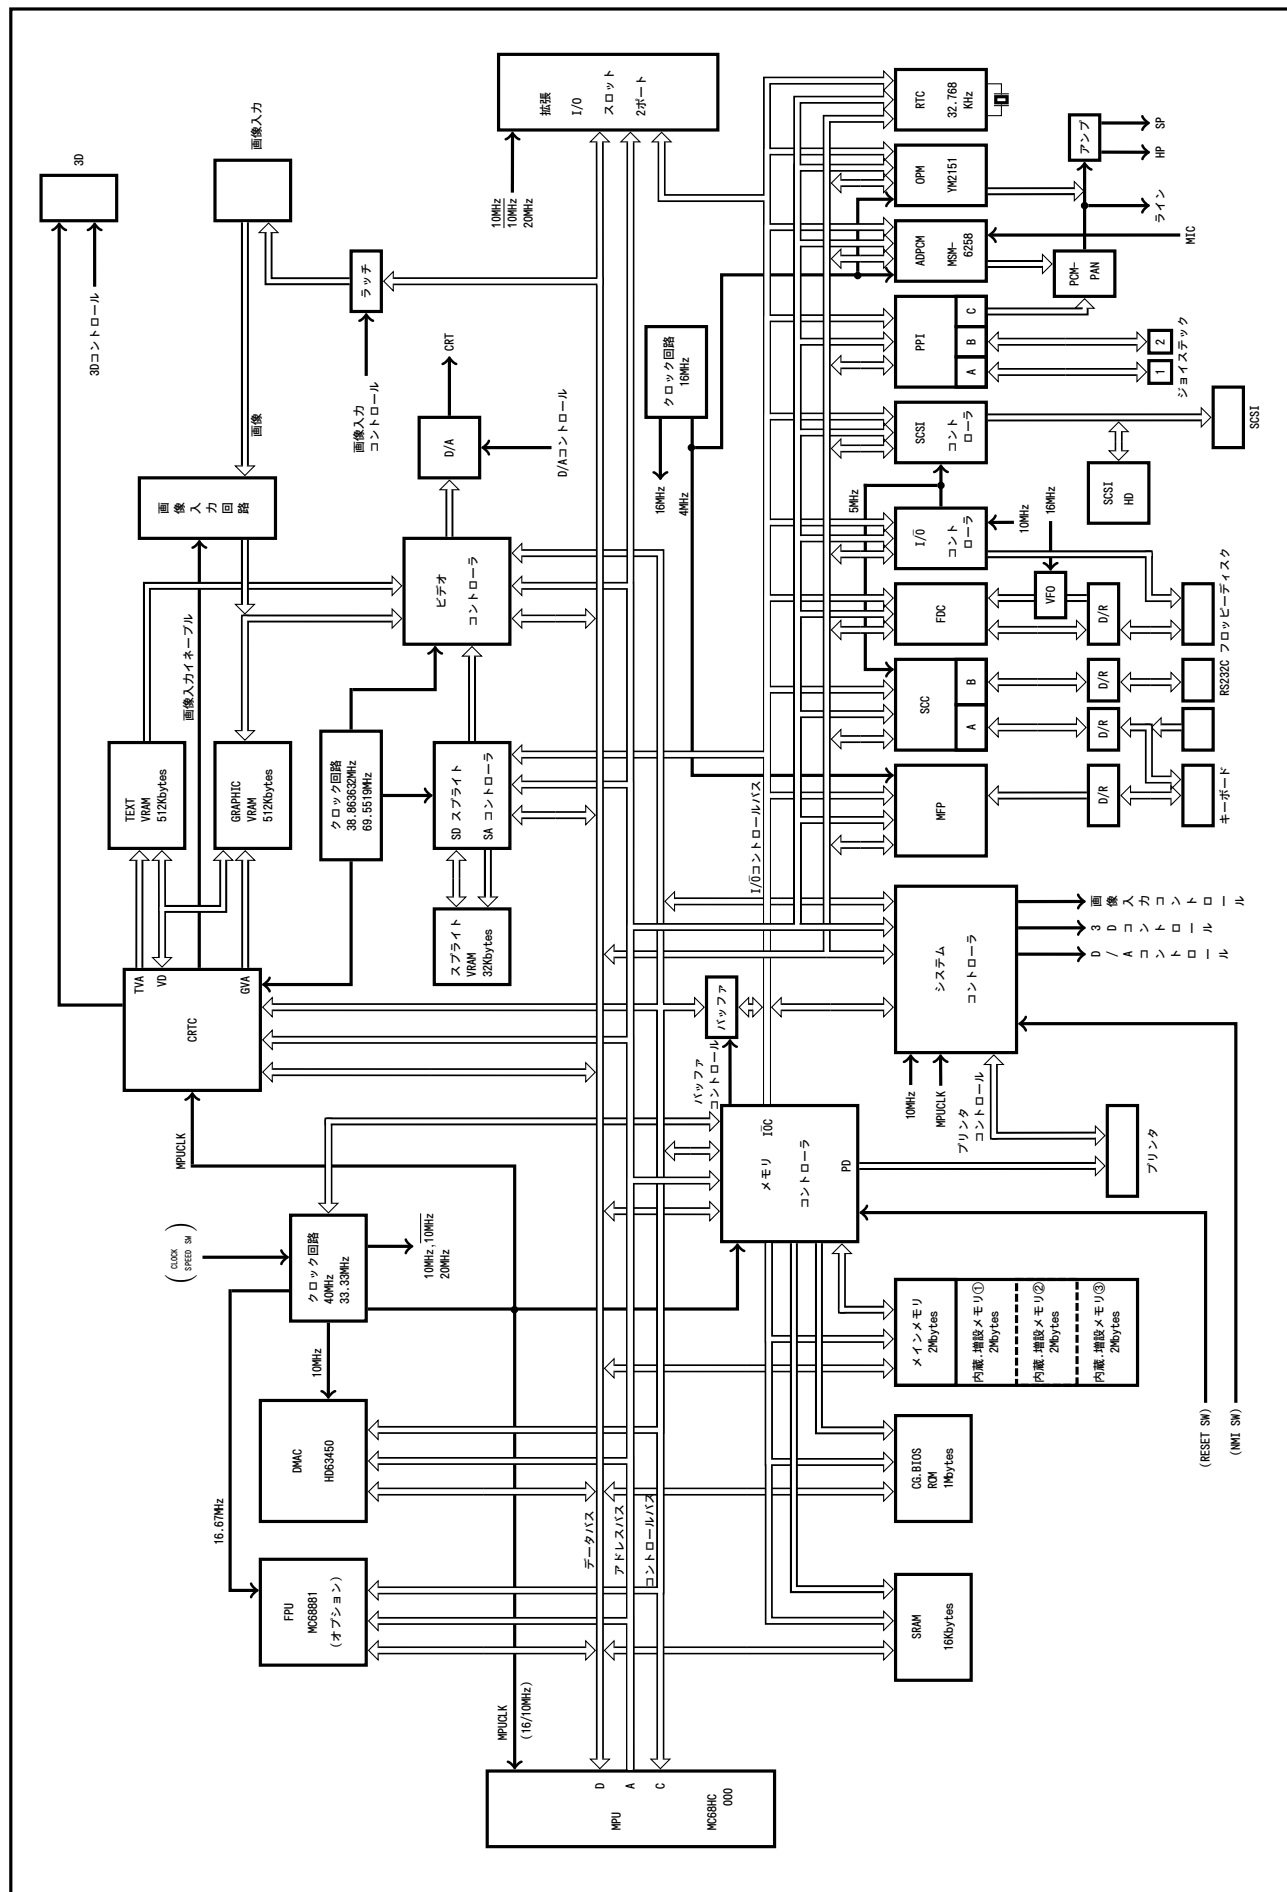 MPU
MC68HC
000
D
A
C
MPUCLK
(16/10MHz)
データバス
アドレスバス
コントロールバス
FPU
MC68881
(オプション)
16.67MHz
DMAC
HD63450
10MHz
(CLOCK
SPEED SW)
クロック回路
40MHz
33.33MHz
10MHz,10MHz
20MHz
MPUCLK
SRAM
16Kbytes
CG.BIOS
ROM
1Mbytes
メインメモリ
2Mbytes
内蔵.増設メモリ①
2Mbytes
内蔵.増設メモリ②
2Mbytes
内蔵.増設メモリ③
2Mbytes
(RESET SW)
(NMI SW)
メモリ
IOC
コントローラ
PD
バッファ
コントロール
バッファ
プリンタ
コントロール
プリンタ
10MHz
MPUCLK
システム
コントローラ
画像入力コントロール
3Dコントロール
D/Aコントロール
CRTC
TVA
VD
GVA
TEXT
VRAM
512Kbytes
GRAPHIC
VRAM
512Kbytes
クロック回路
38.863632MHz
69.5519MHz
スプライト
VRAM
32Kbytes
SD スプライト
SA コントローラ
I/Oコントロールバス
画像入力イネーブル
画像入力回路
ビデオ
コントローラ
D/A
CRT
D/Aコントロール
画像
画像入力
コントロール
ラッチ
画像入力
3Dコントロール
3D
クロック回路
16MHz
16MHz
4MHz
10MHz
10MHz
20MHz
拡張
I/O
スロット
2ポート
MFP
D/R
キーボード
SCC
A
B
D/R
D/R
RS232C
FDC
VFO
D/R
フロッピーディスク
5MHz
I/O
コント
ローラ
10MHz
16MHz
SCSI
コント
ローラ
SCSI
HD
SCSI
PPI
A
B
C
1
2
ジョイステック
ADPCM
MSM-
6258
PCM-
PAN
MIC
ライン
OPM
YM2151
アンプ
HP
SP
RTC
32.768
KHz